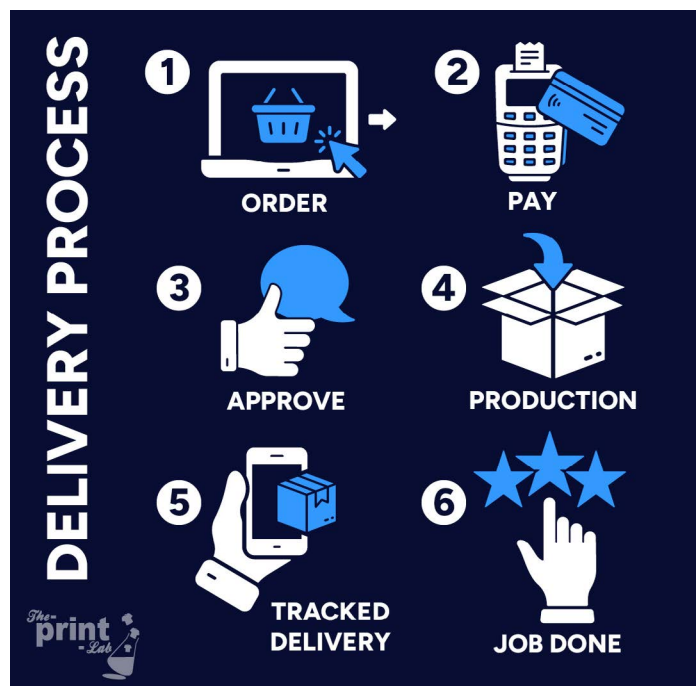 DELIVERY PROCESS
1
ORDER
2
PAY
3
APPROVE
4
PRODUCTION
5
TRACKED
DELIVERY
6
JOB DONE
The-
print
-Lab